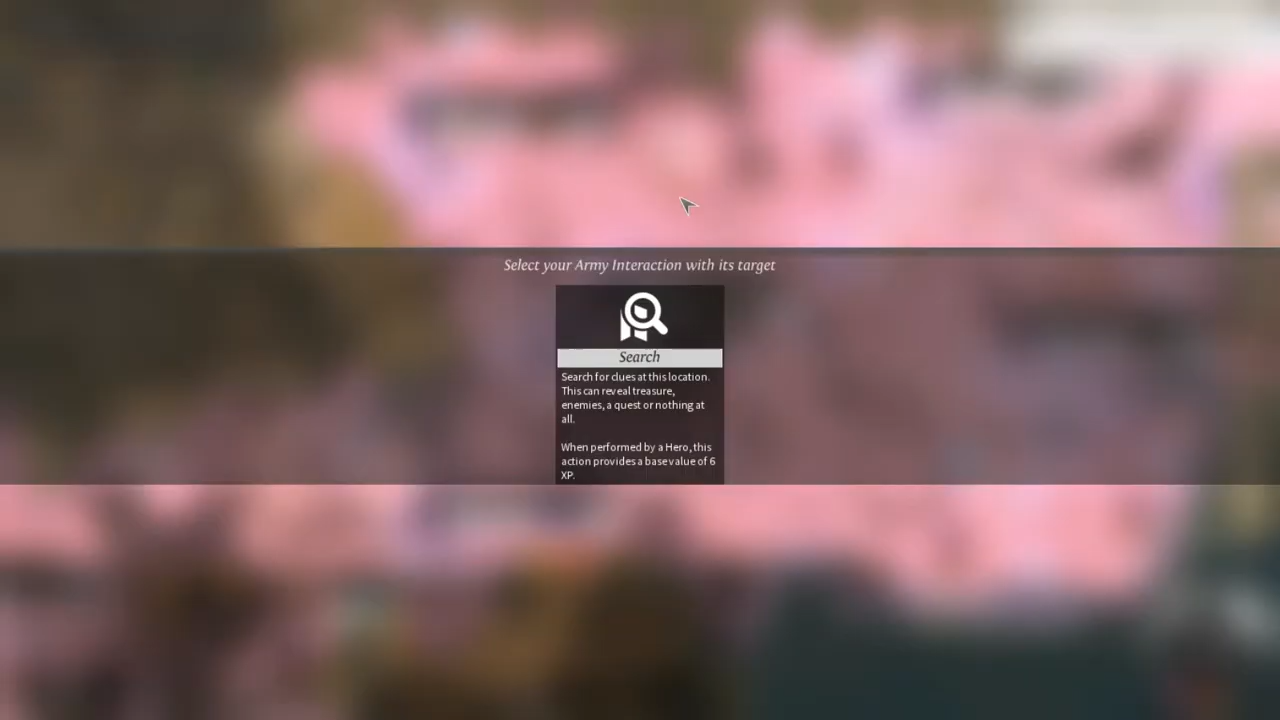 Select your Army Interaction with its target
Search
Search for clues at this location.
This can reveal treasure,
enemies, a quest or nothing at
all.
When performed by a Hero, this
action provides a base value of 6
XP.